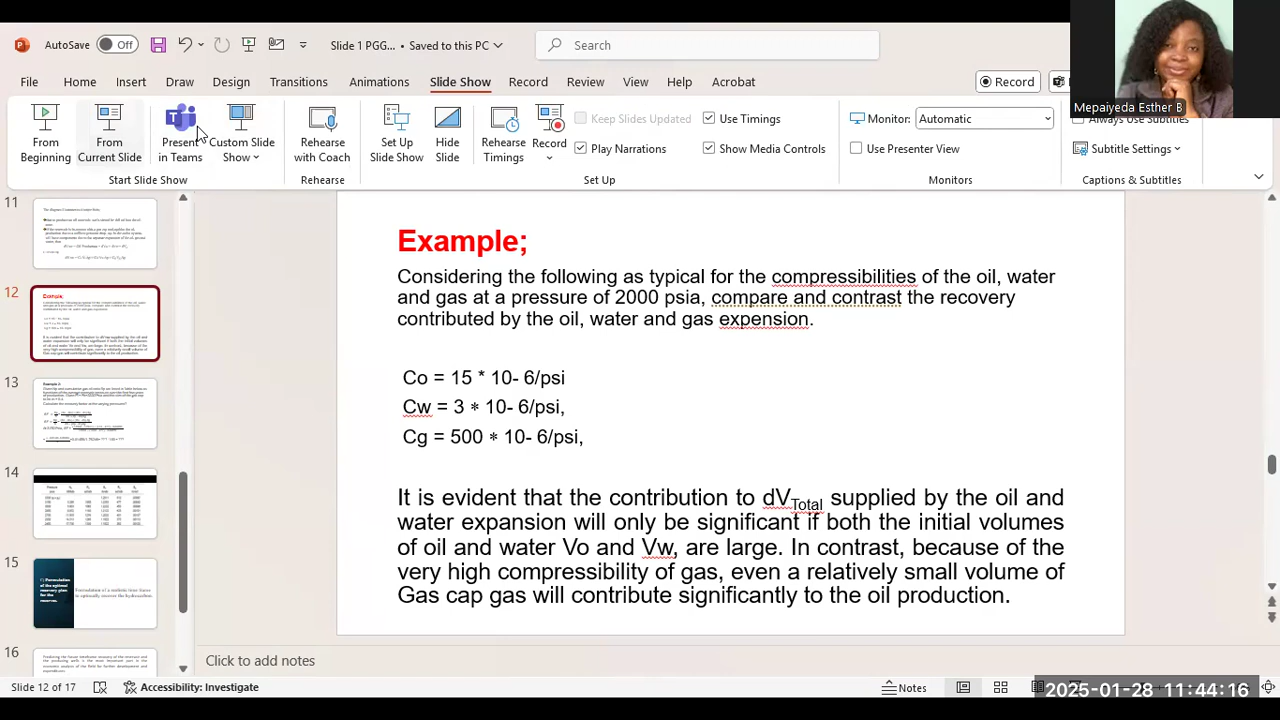 AutoSave Off Slide 1 PGG... • Saved to this PC Search
File Home Insert Draw Design Transitions Animations Slide Show Record Review View Help Acrobat Record
From Beginning
From Current Slide
Present in Teams
Custom Slide Show
Start Slide Show
Rehearse with Coach
Rehearse
Set Up Slide Show
Hide Slide
Rehearse Timings
Record
Keep Slides Updated
Play Narrations
Use Timings
Show Media Controls
Set Up
Monitor: Automatic
Use Presenter View
Monitors
Always Use Subtitles
Subtitle Settings
Captions & Subtitles
Mepaiyeda Esther B
11
12
13
14
15
16
Example;
Considering the following as typical for the compressibilities of the oil, water
and gas at a pressure of 2000 psia, compare and contrast the recovery
contributed by the oil, water and gas expansion.
Co = 15 * 10- 6/psi
Cw = 3 * 10- 6/psi,
Cg = 500 * 10- 6/psi,
It is evident that the contribution to dVTotal supplied by the oil and
water expansion will only be significant if both the initial volumes
of oil and water Vo and Vw, are large. In contrast, because of the
very high compressibility of gas, even a relatively small volume of
Gas cap gas will contribute significantly to the oil production.
Click to add notes
Slide 12 of 17 Accessibility: Investigate Notes
2025-01-28 11:44:16